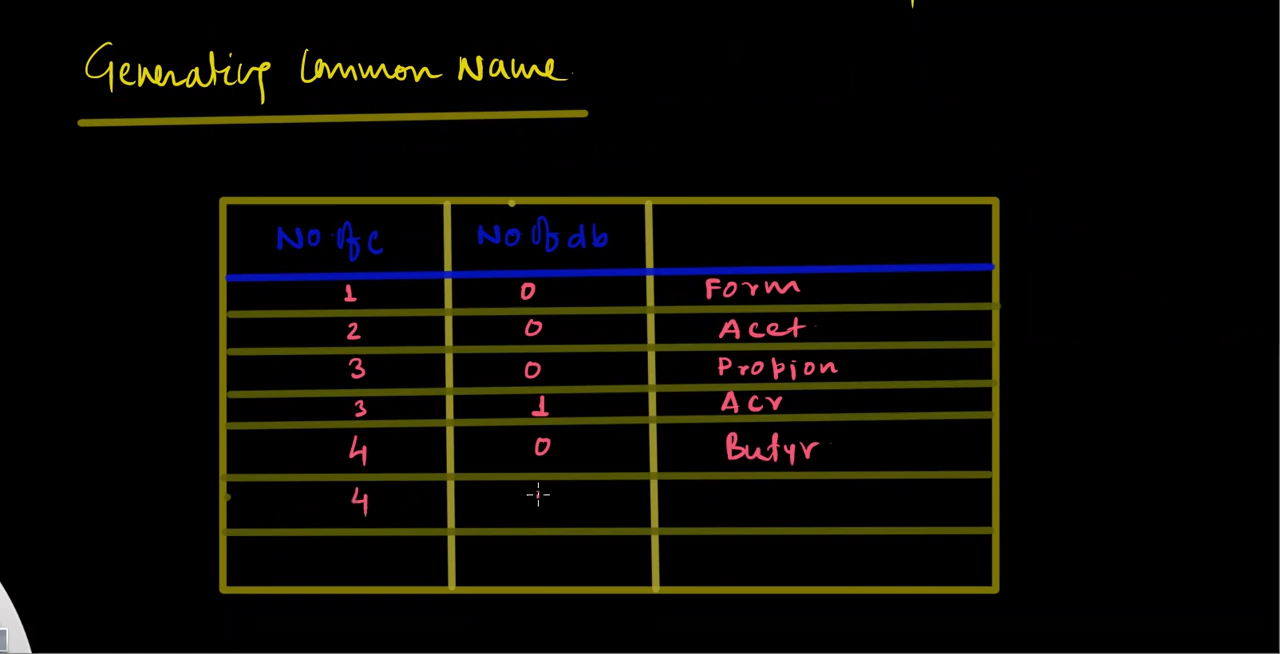 Generating Common Name
No. of c No of db
1 0 Form
2 0 Acet
3 0 Propion
3 1 Acr
4 0 Butyr
4